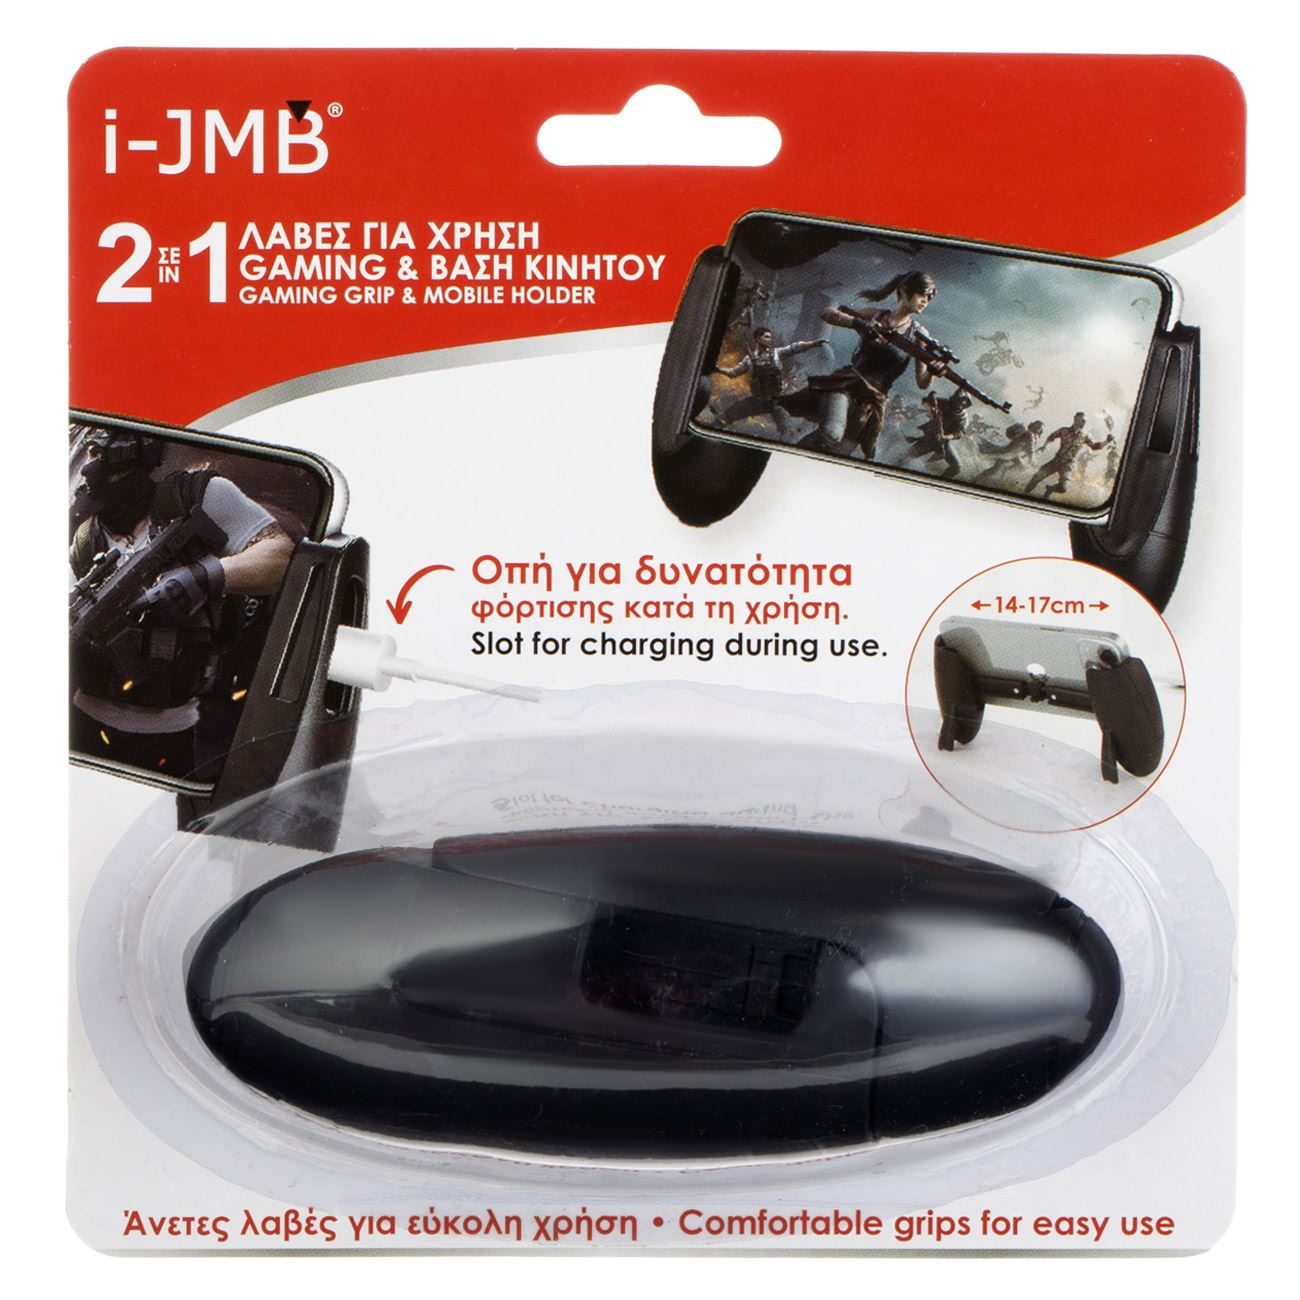 i-JMB®
2 ΣΕ IN 1
ΛΑΒΕΣ ΓΙΑ ΧΡΗΣΗ
GAMING & ΒΑΣΗ ΚΙΝΗΤΟΥ
GAMING GRIP & MOBILE HOLDER
Οπή για δυνατότητα
φόρτισης κατά τη χρήση.
Slot for charging during use.
14-17cm
Άνετες λαβές για εύκολη χρήση • Comfortable grips for easy use